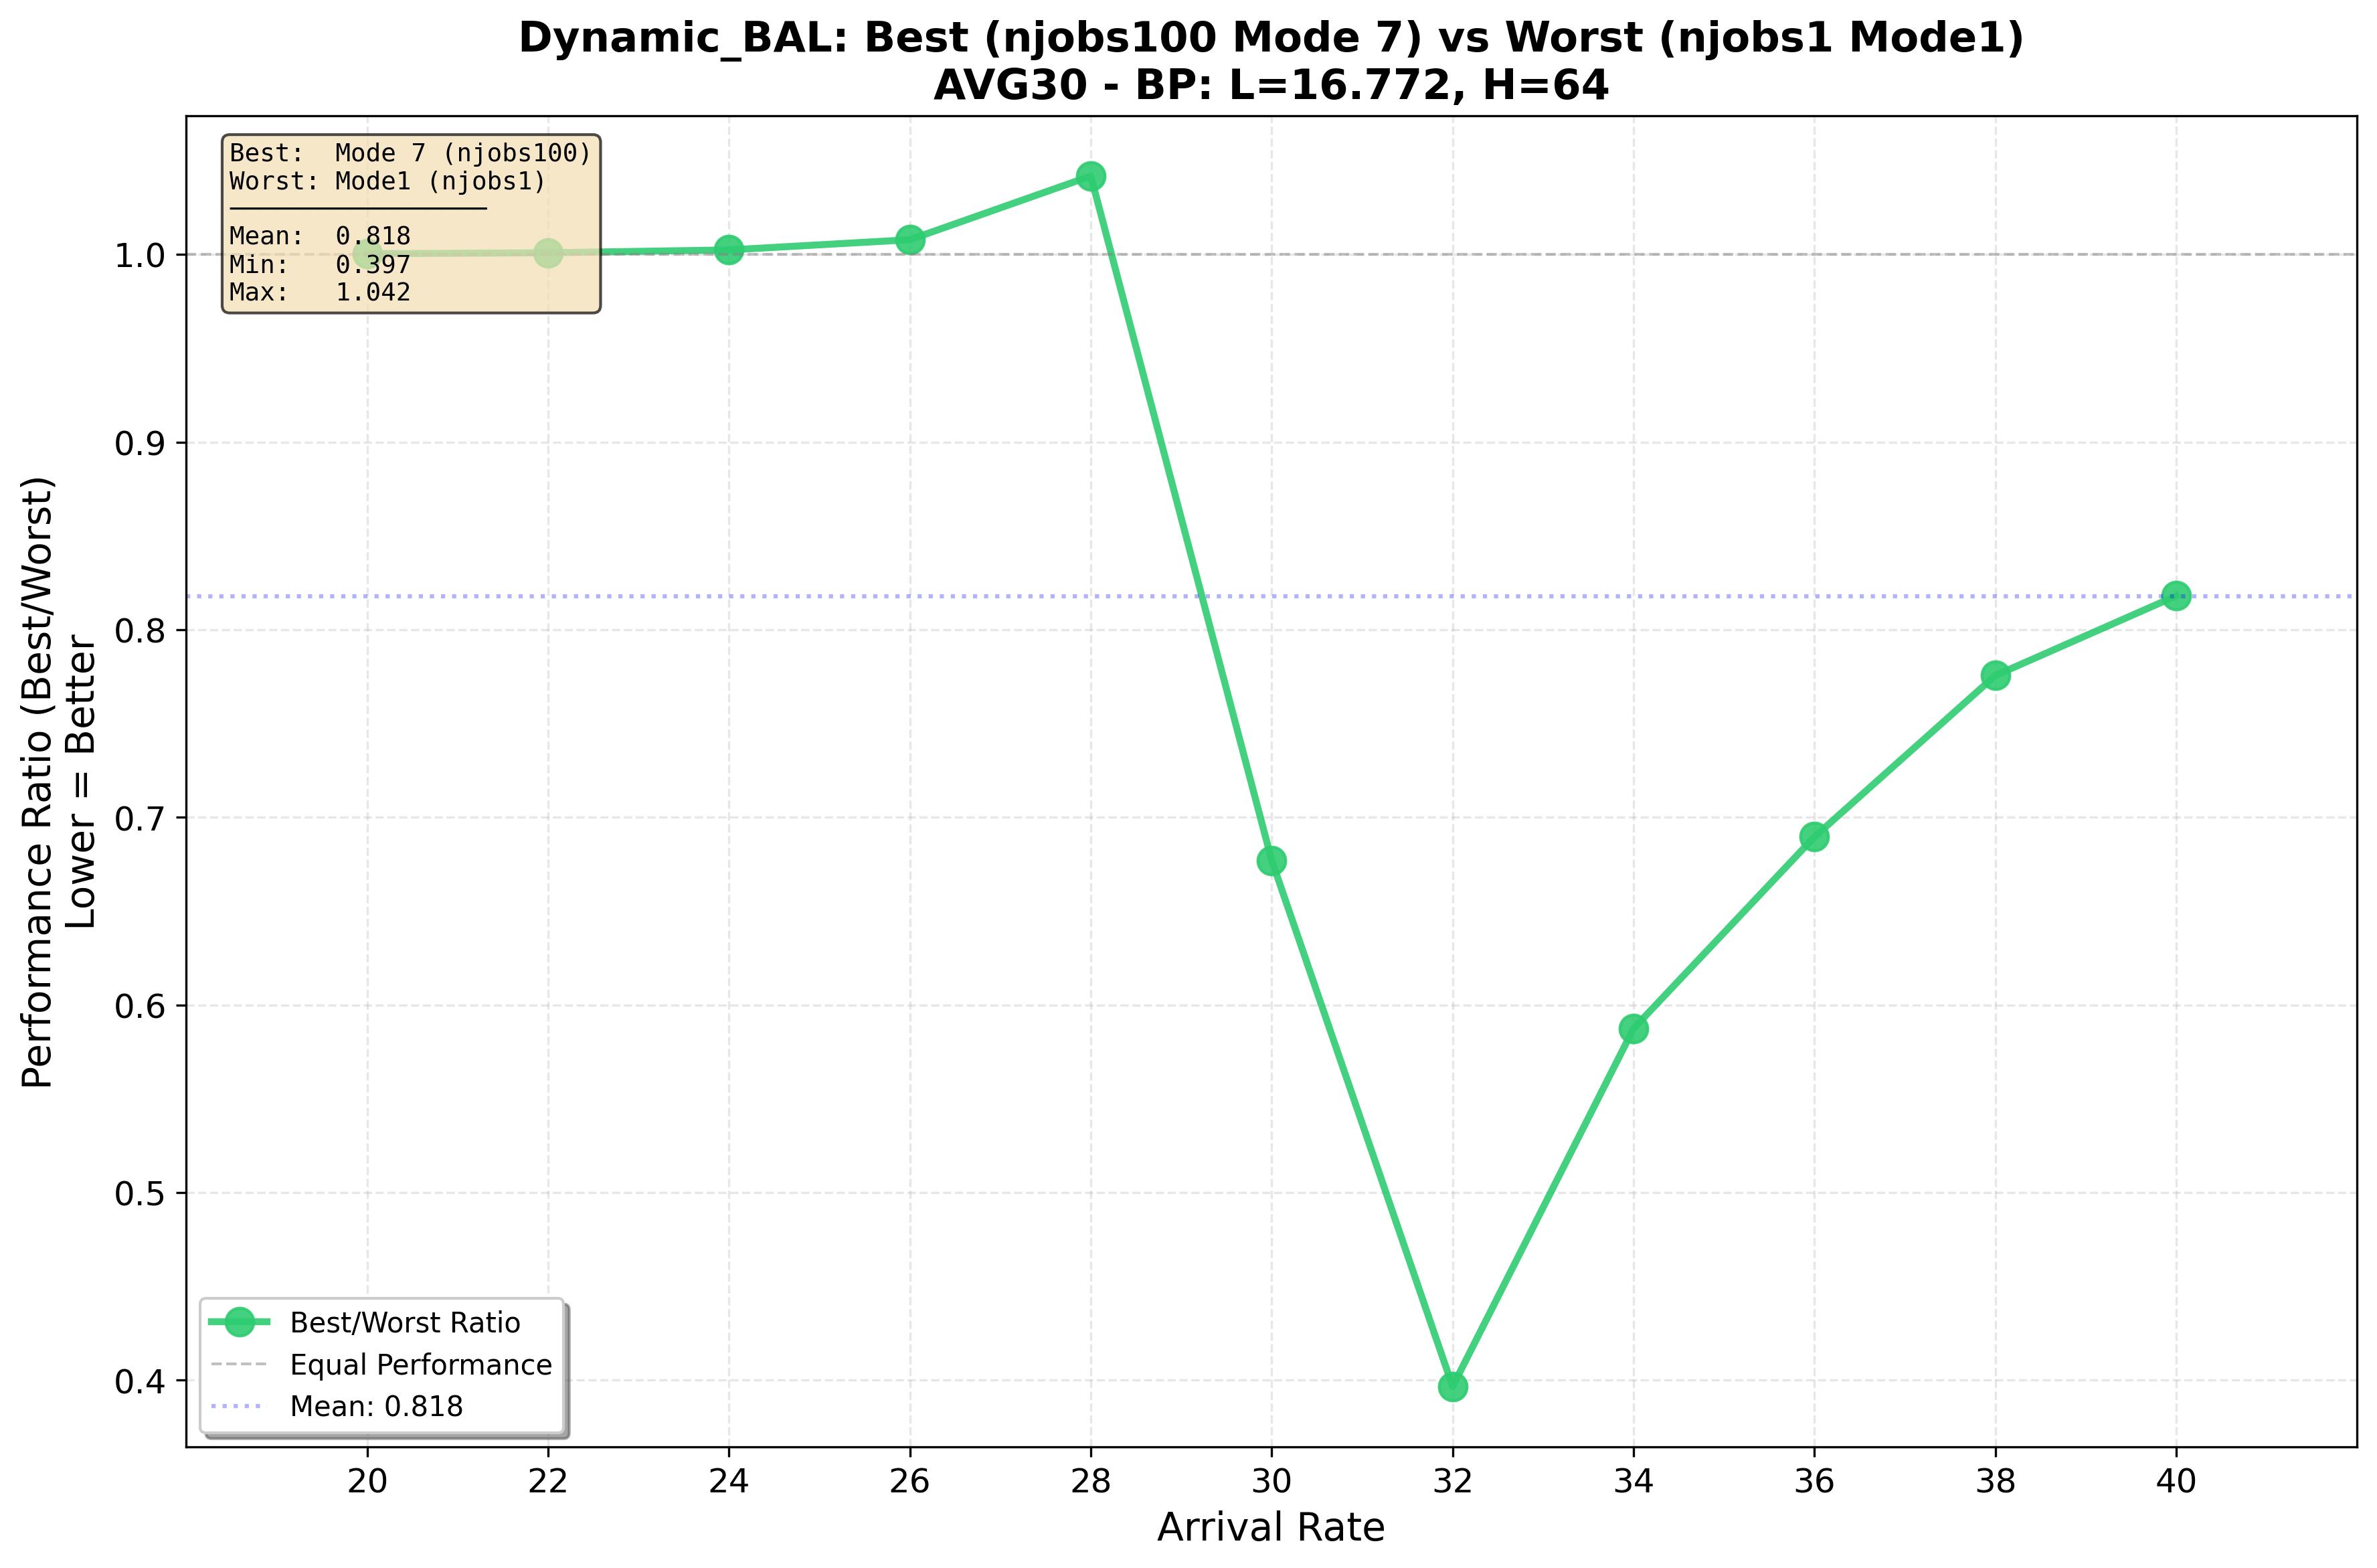 Dynamic_BAL: Best (njobs100 Mode 7) vs Worst (njobs1 Mode1)
AVG30 - BP: L=16.772, H=64
Best:  Mode 7 (njobs100)
Worst: Mode1 (njobs1)
Mean:  0.818
Min:   0.397
Max:   1.042
Performance Ratio (Best/Worst)
Lower = Better
1.0
0.9
0.8
0.7
0.6
0.5
0.4
Best/Worst Ratio
Equal Performance
Mean: 0.818
20 22 24 26 28 30 32 34 36 38 40
Arrival Rate